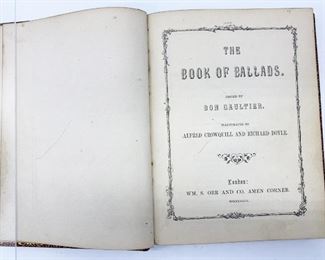 THE
BOOK OF BALLADS.
EDITED BY
BON GAULTIER.
ILLUSTRATED BY
ALFRED CROWQUILL AND RICHARD DOYLE.
London:
WM. S. ORR AND CO. AMEN CORNER.